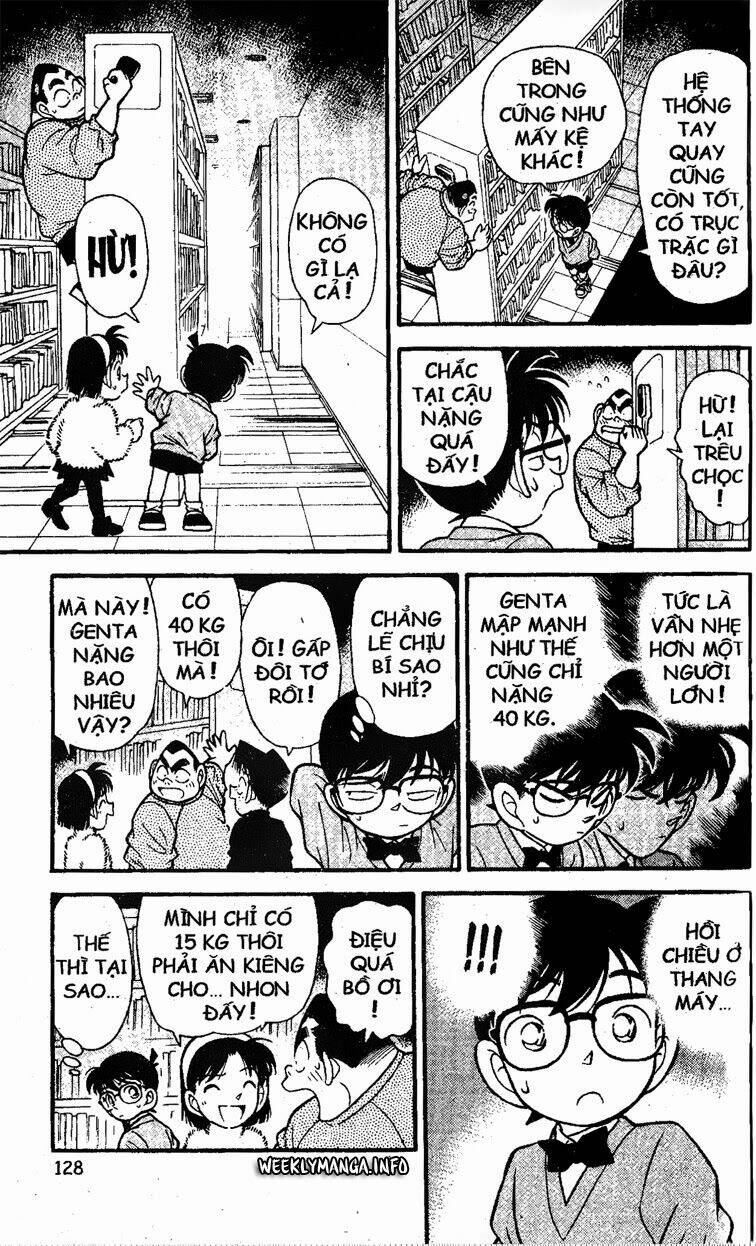 HỪ!
KHÔNG
CÓ
GÌ LẠ
CẢ!
BÊN
TRONG
CŨNG NHƯ
MẤY KỆ
KHÁC!
HỆ
THỐNG
TAY
QUAY
CŨNG
CÒN TỐT,
CÓ TRỤC
TRẶC GÌ
ĐÂU?
CHẮC
TẠI CẬU
NẶNG
QUÁ
ĐẤY!
HỪ!
LẠI
TRÊU
CHỌC
!
MÀ NÀY!
GENTA
NẶNG
BAO
NHIÊU
VẬY?
CÓ
40 KG
THÔI
MÀ!
ÔI! GẤP
ĐÔI TỚ
RỒI!
CHẲNG
LẼ CHỊU
BÍ SAO
NHỈ?
GENTA
MẬP MẠNH
NHƯ THẾ
CŨNG CHỈ
NẶNG
40 KG.
TỨC LÀ
VẪN NHẸ
HƠN MỘT
NGƯỜI
LỚN!
THẾ
THÌ TẠI
SAO...
MÌNH CHỈ CÓ
15 KG THÔI
PHẢI ĂN KIÊNG
CHO... NHON
ĐẤY!
ĐIỆU
QUÁ
BỒ ƠI
!
!!!
HỒI
CHIỀU Ở
THANG
MÁY...
128
WEEKLYMANGA.INFO